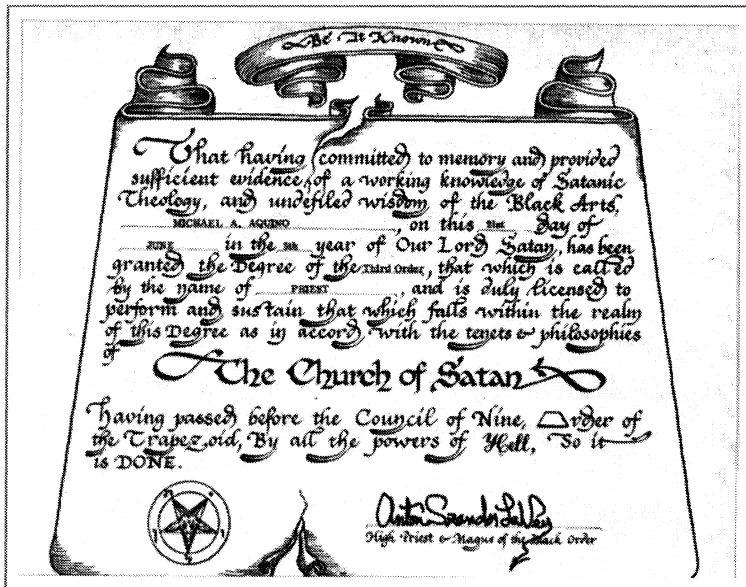 Be It Known
That having committed to memory and provided
sufficient evidence of a working knowledge of Satanic
Theology, and undefiled wisdom of the Black Arts,
MICHAEL A. AQUINO, on this 21st day of
JUNE in the 5th year of Our Lord Satan, has been
granted the Degree of the Third Order, that which is called
by the name of PRIEST, and is duly licensed to
perform and sustain that which falls within the realm
of this Degree as in accord with the tenets & philosophies
of
The Church of Satan
Having passed before the Council of Nine, Order of
the Trapezoid, By all the powers of Hell, So it
is DONE.
Anton Szandor LaVey
High Priest & Magus of the Black Order